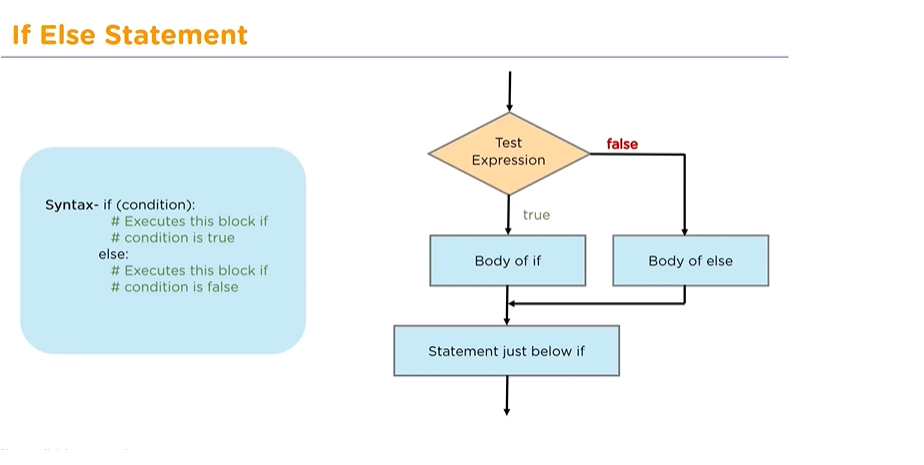 If Else Statement
Syntax- if (condition):
# Executes this block if
# condition is true
else:
# Executes this block if
# condition is false
Test
Expression
false
true
Body of if
Body of else
Statement just below if